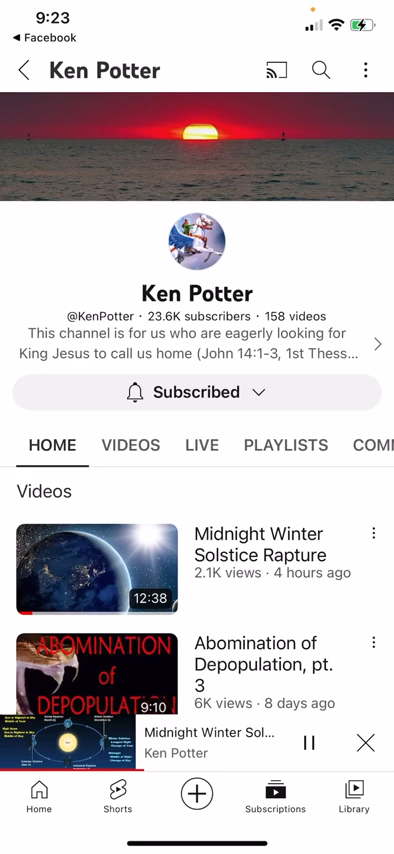 9:23
Facebook
Ken Potter
Ken Potter
@KenPotter · 23.6K subscribers · 158 videos
This channel is for us who are eagerly looking for
King Jesus to call us home (John 14:1-3, 1st Thess...
Subscribed
HOME VIDEOS LIVE PLAYLISTS COMM
Videos
Midnight Winter
Solstice Rapture
2.1K views · 4 hours ago
12:38
ABOMINATION
of
DEPOPULATION
9:10
Abomination of
Depopulation, pt.
3
6K views · 8 days ago
Midnight Winter Sol...
Ken Potter
Home Shorts Subscriptions Library